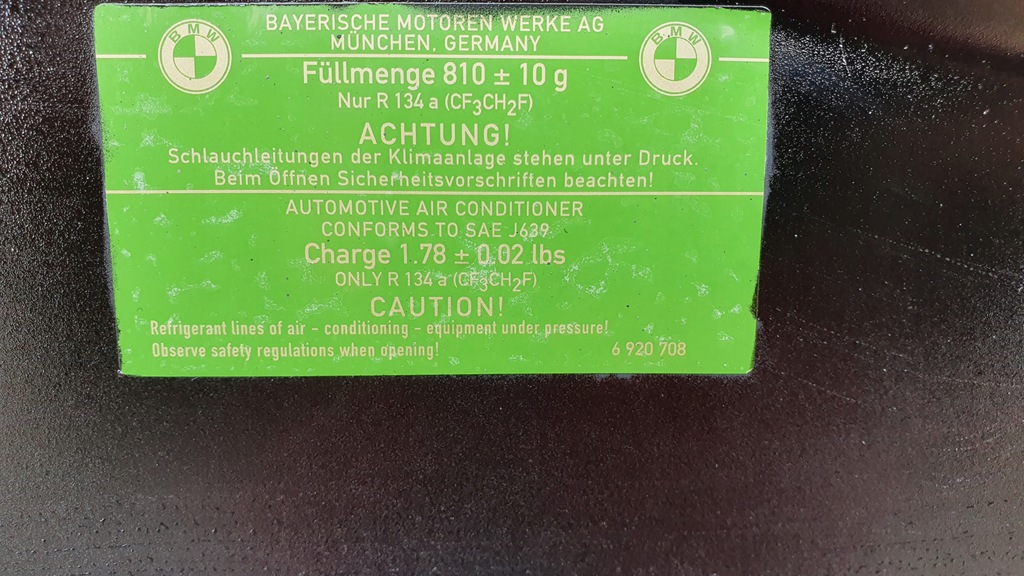 BAYERISCHE MOTOREN WERKE AG
MÜNCHEN, GERMANY
BMW
BMW
Füllmenge 810 ± 10 g
Nur R 134 a (CF₃CH₂F)
ACHTUNG!
Schlauchleitungen der Klimaanlage stehen unter Druck.
Beim Öffnen Sicherheitsvorschriften beachten!
AUTOMOTIVE AIR CONDITIONER
CONFORMS TO SAE J639
Charge 1.78 ± 0.02 lbs
ONLY R 134 a (CF₃CH₂F)
CAUTION!
Refrigerant lines of air - conditioning - equipment under pressure!
Observe safety regulations when opening!
6 920 708